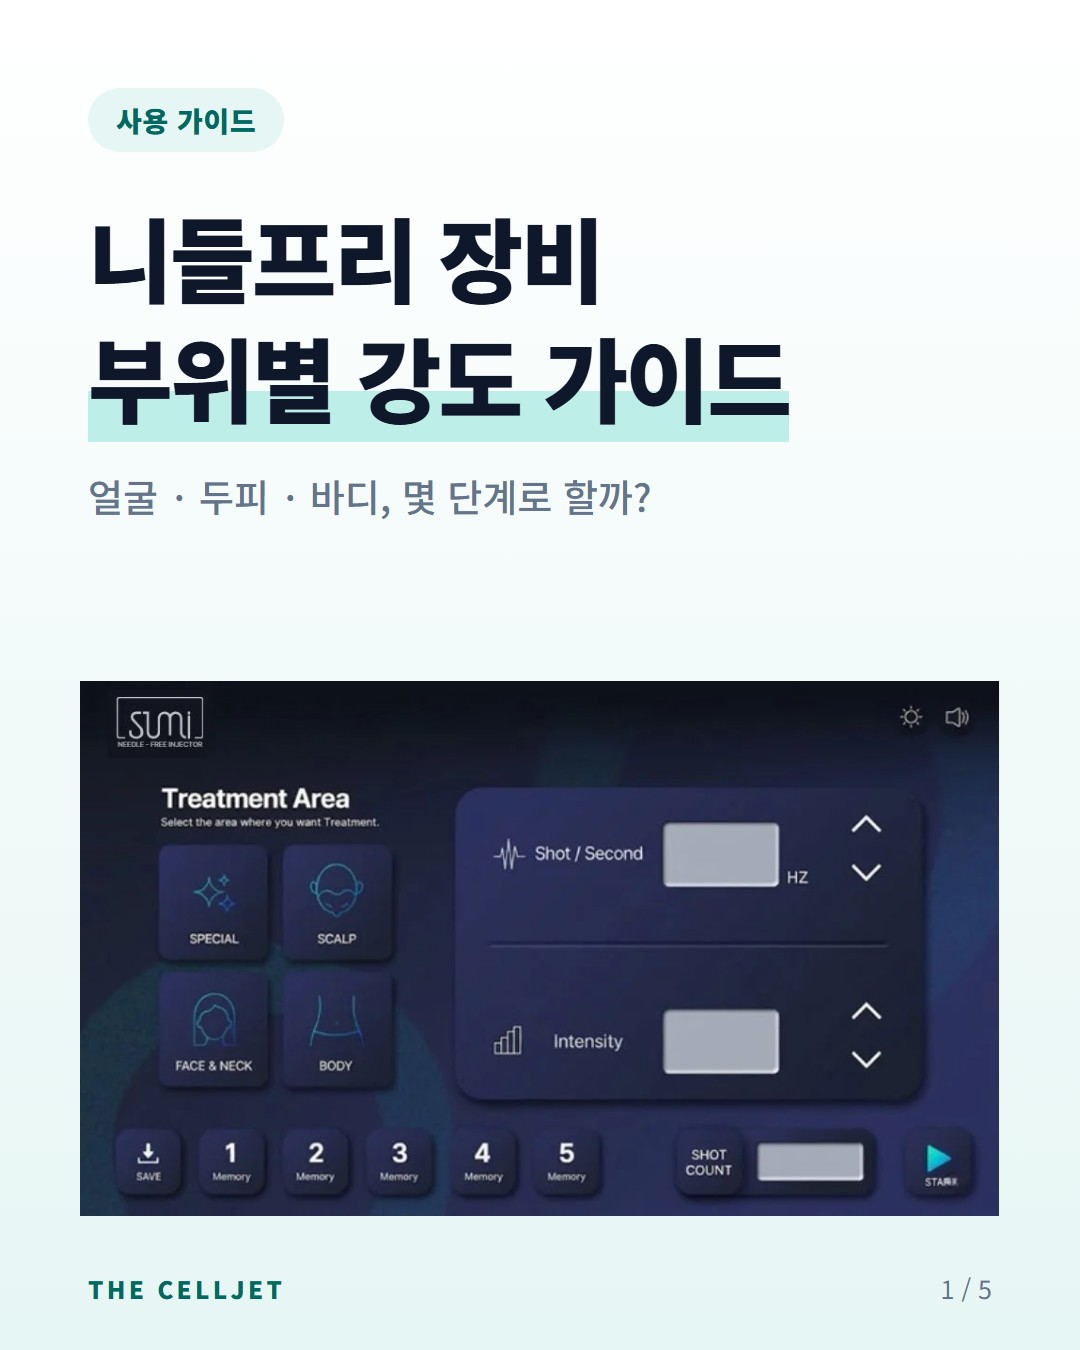 사용 가이드
니들프리 장비
부위별 강도 가이드
얼굴 · 두피 · 바디, 몇 단계로 할까?
SUMi
NEEDLE - FREE INJECTOR
Treatment Area
Select the area where you want Treatment.
SPECIAL
SCALP
FACE & NECK
BODY
Shot / Second
HZ
Intensity
SAVE
1 Memory
2 Memory
3 Memory
4 Memory
5 Memory
SHOT
COUNT
THE CELLJET
1 / 5